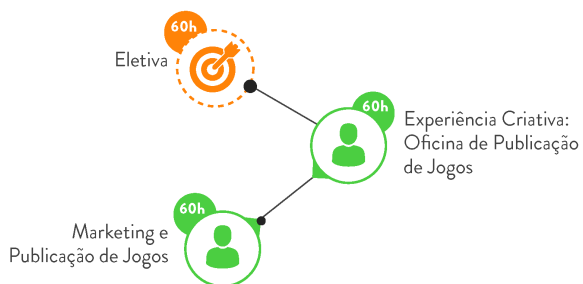 60h
Eletiva
60h
Experiência Criativa:
Oficina de Publicação
de Jogos
60h
Marketing e
Publicação de Jogos